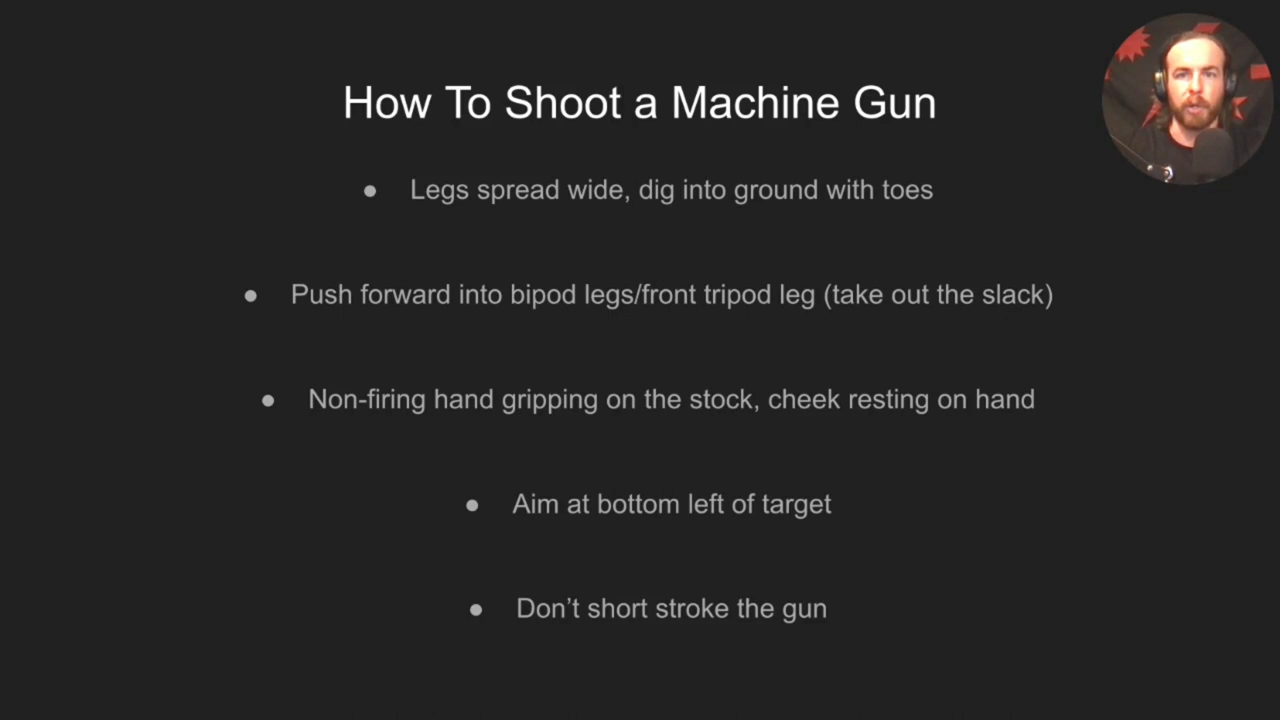 How To Shoot a Machine Gun
● Legs spread wide, dig into ground with toes
● Push forward into bipod legs/front tripod leg (take out the slack)
● Non-firing hand gripping on the stock, cheek resting on hand
● Aim at bottom left of target
● Don’t short stroke the gun